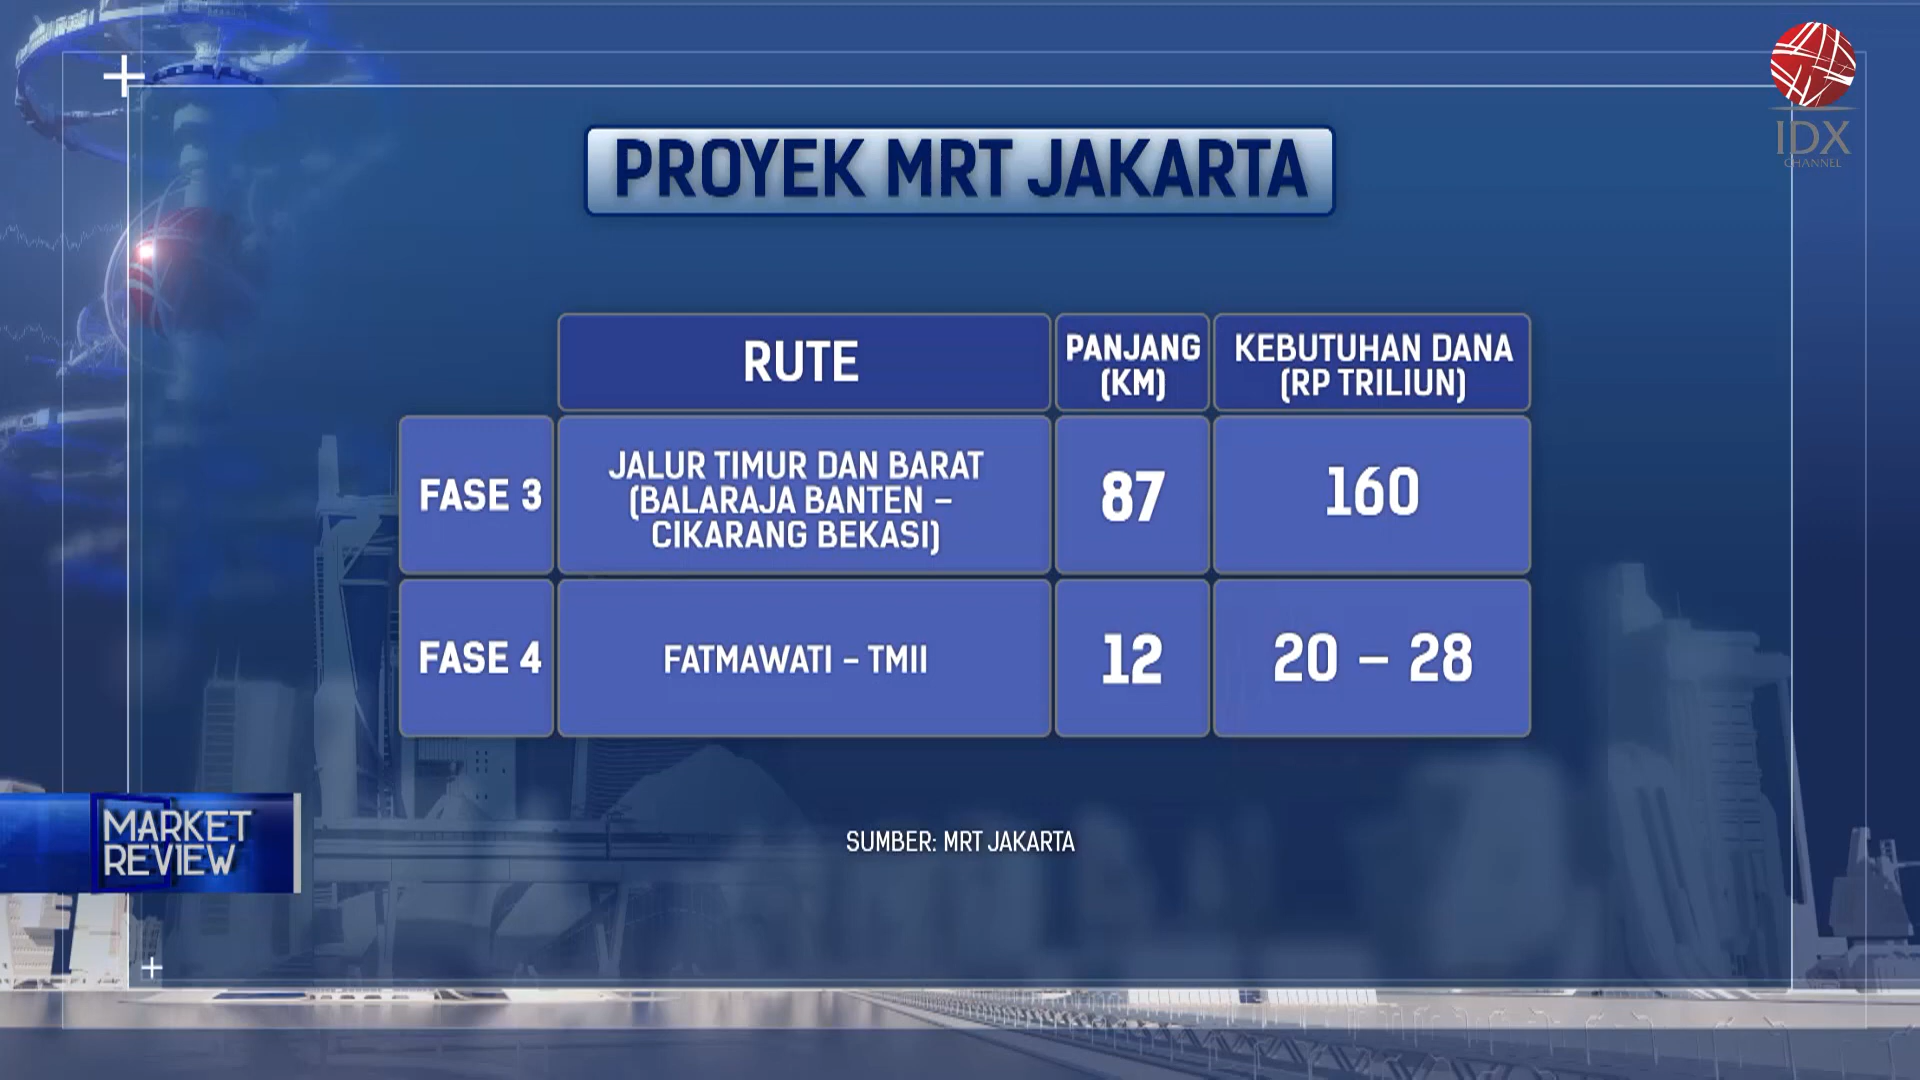 IDX
CHANNEL
PROYEK MRT JAKARTA
RUTE
PANJANG
(KM)
KEBUTUHAN DANA
(RP TRILIUN)
FASE 3
JALUR TIMUR DAN BARAT
(BALARAJA BANTEN –
CIKARANG BEKASI)
87
160
FASE 4
FATMAWATI – TMII
12
20 – 28
MARKET
REVIEW
SUMBER: MRT JAKARTA